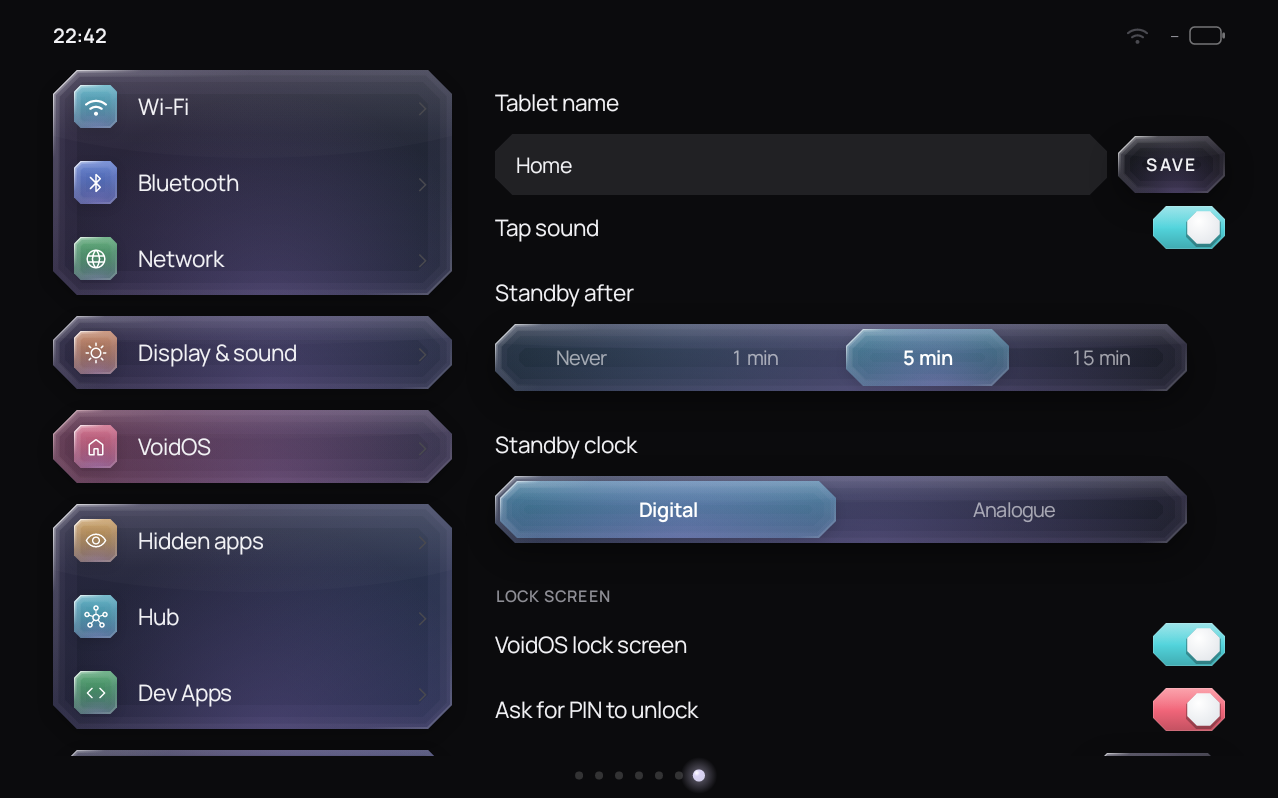 22:42
Wi-Fi
Bluetooth
Network
Display & sound
VoidOS
Hidden apps
Hub
Dev Apps
Tablet name
Home
SAVE
Tap sound
Standby after
Never 1 min 5 min 15 min
Standby clock
Digital Analogue
LOCK SCREEN
VoidOS lock screen
Ask for PIN to unlock